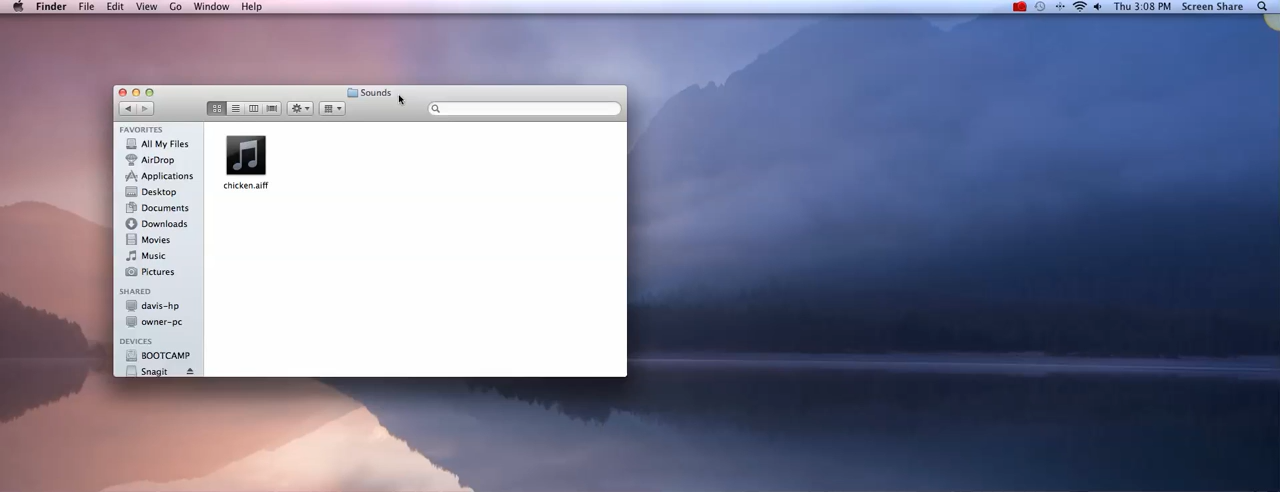 Finder File Edit View Go Window Help Thu 3:08 PM Screen Share
Sounds
FAVORITES
All My Files
AirDrop
Applications
Desktop
Documents
Downloads
Movies
Music
Pictures
SHARED
davis-hp
owner-pc
DEVICES
BOOTCAMP
Snagit
chicken.aiff